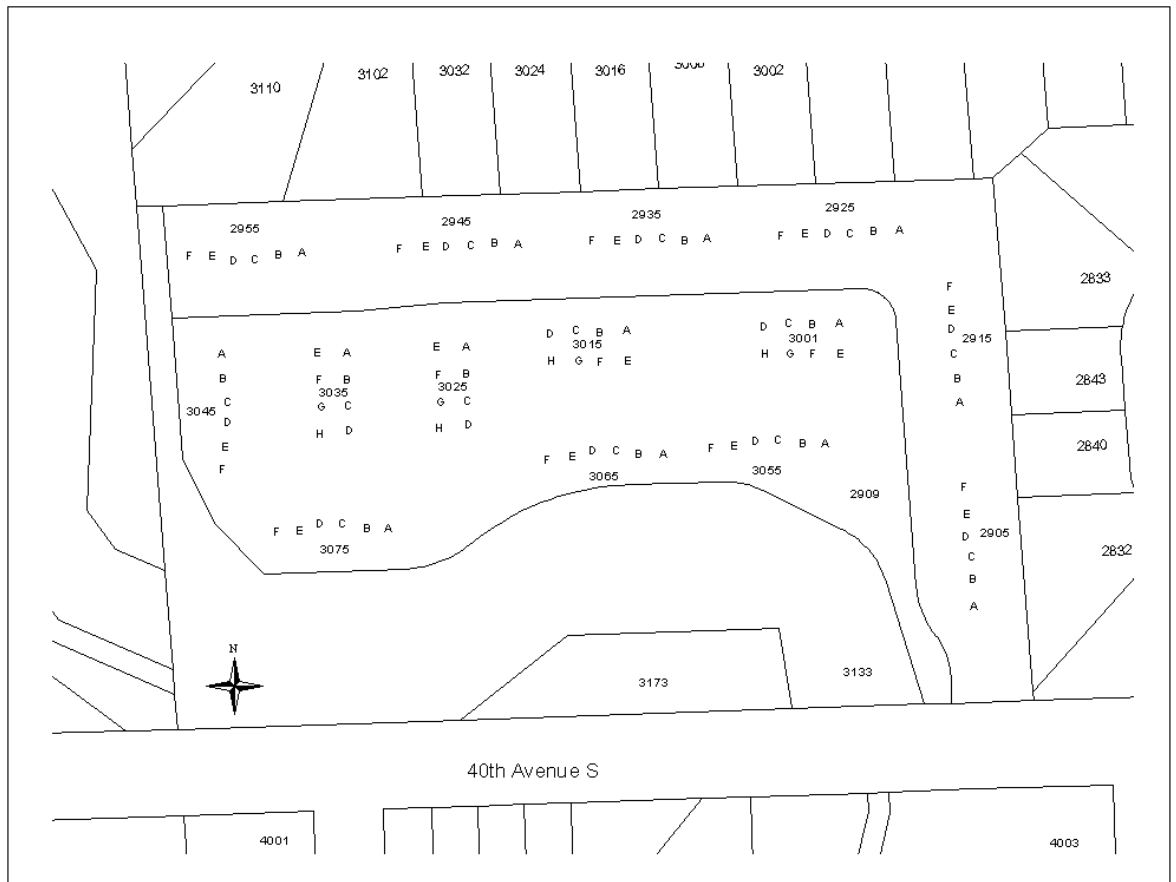 3110 3102 3032 3024 3016 3002
2955 2945 2935 2925
F E D C B A F E D C B A F E D C B A F E D C B A
2833
F
E
D
2915
C
B
A
D C B A
3015
H G F E
D C B A
3001
H G F E
A
B
C
3045
D
E
F
E A
F B
3035
G C
H D
E A
F B
3025
G C
H D
2843
2840
F E D C B A
3065
F E D C B A
3055
2909
F
E
D
2905
C
B
A
2832
F E D C B A
3075
N
3173
3133
40th Avenue S
4001
4003